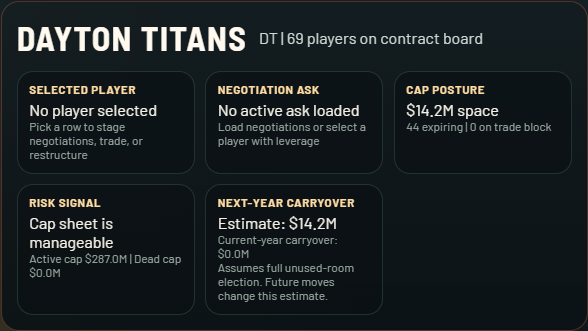 DAYTON TITANS DT | 69 players on contract board
SELECTED PLAYER
No player selected
Pick a row to stage
negotiations, trade, or
restructure
NEGOTIATION ASK
No active ask loaded
Load negotiations or select a
player with leverage
CAP POSTURE
$14.2M space
44 expiring | 0 on trade block
RISK SIGNAL
Cap sheet is
manageable
Active cap $287.0M | Dead cap
$0.0M
NEXT-YEAR CARRYOVER
Estimate: $14.2M
Current-year carryover:
$0.0M
Assumes full unused-room
election. Future moves
change this estimate.